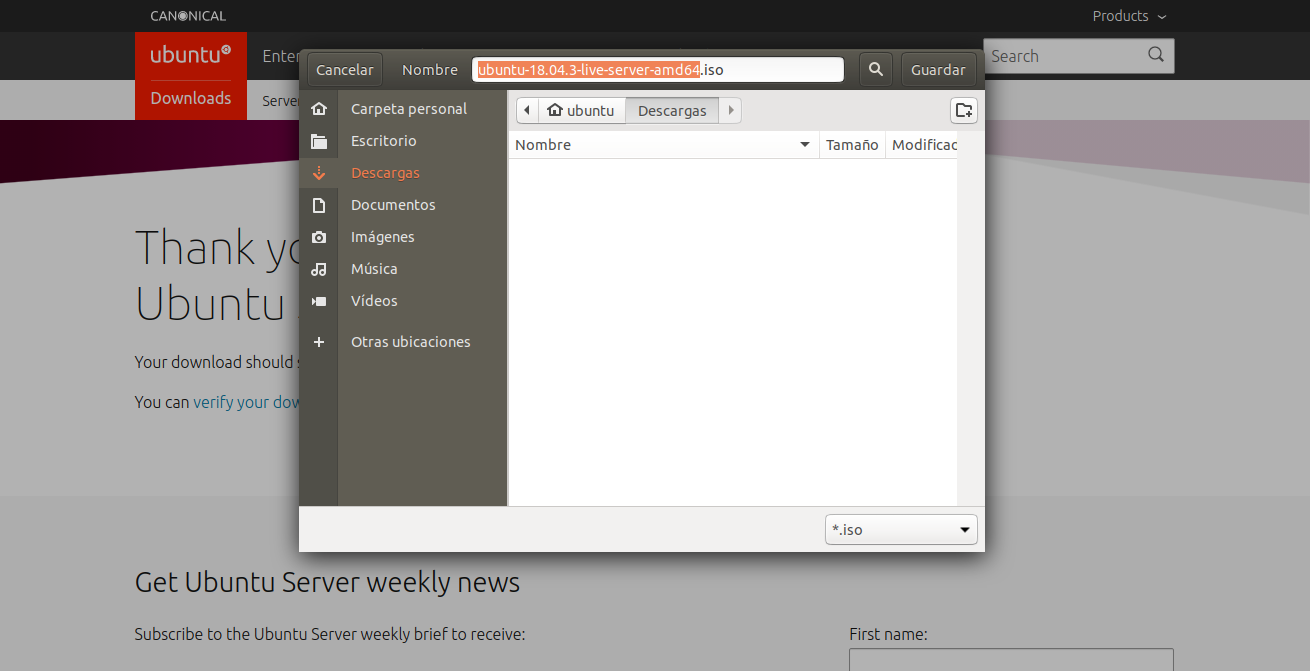 CANONICAL
Products
ubuntu
Enter
Search
Downloads
Server
Cancelar
Nombre
ubuntu-18.04.3-live-server-amd64.iso
Guardar
Carpeta personal
Escritorio
Descargas
Documentos
Imágenes
Música
Vídeos
Otras ubicaciones
ubuntu
Descargas
Nombre
Tamaño
Modificac
Thank yo
Ubuntu
Your download should s
You can verify your dow
*.iso
Get Ubuntu Server weekly news
Subscribe to the Ubuntu Server weekly brief to receive:
First name: